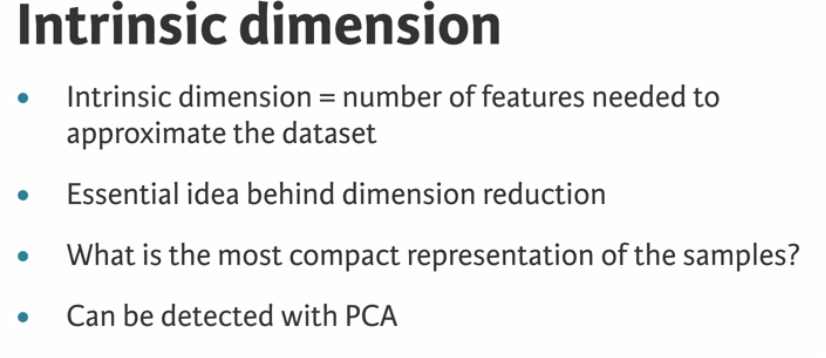 Intrinsic dimension
• Intrinsic dimension = number of features needed to
approximate the dataset
• Essential idea behind dimension reduction
• What is the most compact representation of the samples?
• Can be detected with PCA